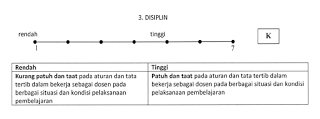 3. DISIPLIN
rendah tinggi
1 7 K
Rendah Tinggi
Kurang patuh dan taat pada aturan dan tata Patuh dan taat pada aturan dan tata tertib dalam
tertib dalam bekerja sebagai dosen pada bekerja sebagai dosen pada berbagai situasi dan kondisi
berbagai situasi dan kondisi pelaksanaan pelaksanaan pembelajaran
pembelajaran